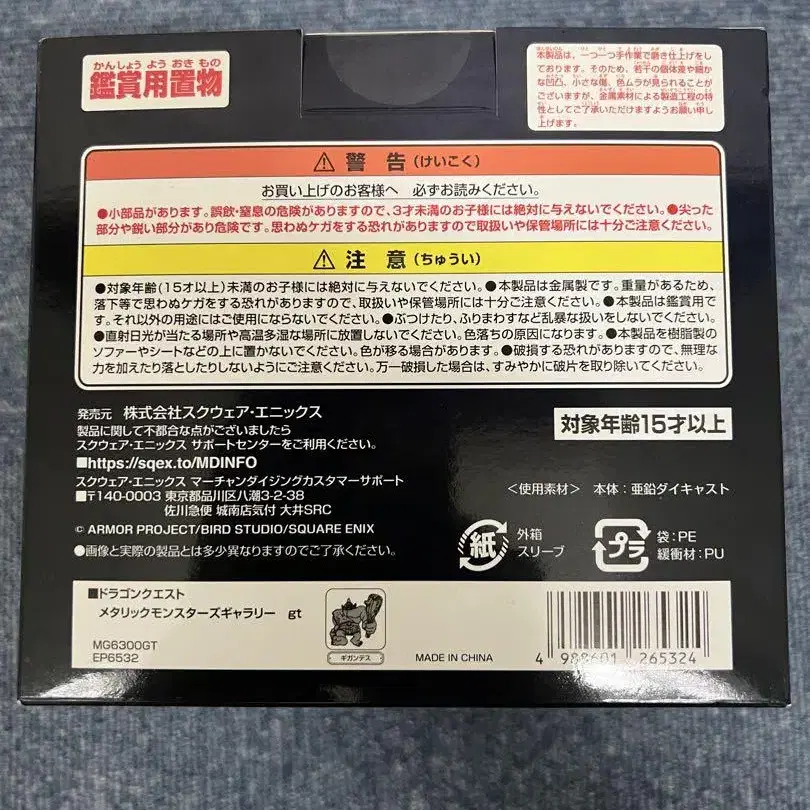 かんしょう よう おき もの
鑑賞用置物
本製品は、一つ一つ手作業で磨き仕上げをし
ております。そのため、若干の個体差や細か
な凹凸、小さな傷、色ムラが見られることが
ございますが、金属素材による製造工程の特
性としてご了承いただけますようお願い申し
上げます。
⚠ 警告(けいこく)
お買い上げのお客様へ 必ずお読みください。
●小部品があります。誤飲・窒息の危険がありますので、3才未満のお子様には絶対に与えないでください。●尖った
部分や鋭い部分があり危険です。思わぬケガをする恐れがありますので取扱いや保管場所には十分ご注意ください。
⚠ 注意(ちゅうい)
●対象年齢(15才以上)未満のお子様には絶対に与えないでください。●本製品は金属製です。重量があるため、
落下等で思わぬケガをする恐れがありますので、取扱いや保管場所には十分ご注意ください。●本製品は鑑賞用で
す。それ以外の用途にはご使用にならないでください。●ぶつけたり、ふりまわすなど乱暴な扱いをしないでください。
●直射日光が当たる場所や高温多湿な場所に放置しないでください。色落ちの原因になります。●本製品を樹脂製の
ソファーやシートなどの上に置かないでください。色が移る場合があります。●破損する恐れがありますので、無理な
力を加えたり落としたりしないようにご注意ください。万一破損した場合は、すみやかに破片を取り除いてください。
発売元 株式会社スクウェア・エニックス
製品に関して不都合な点がございましたら
スクウェア・エニックス サポートセンターをご利用ください。
■https://sqex.to/MDINFO
スクウェア・エニックス マーチャンダイジングカスタマーサポート
■〒140-0003 東京都品川区八潮3-2-38
佐川急便 城南店気付 大井SRC
© ARMOR PROJECT/BIRD STUDIO/SQUARE ENIX
●画像と実際の製品とは多少異なりますのでご了承ください。
対象年齢15才以上
<使用素材> 本体:亜鉛ダイキャスト
紙
外箱
スリーブ
プラ
袋:PE
緩衝材:PU
■ドラゴンクエスト
メタリックモンスターズギャラリー gt
MG6300GT
EP6532
ギガンテス
MADE IN CHINA
4 988601 265324